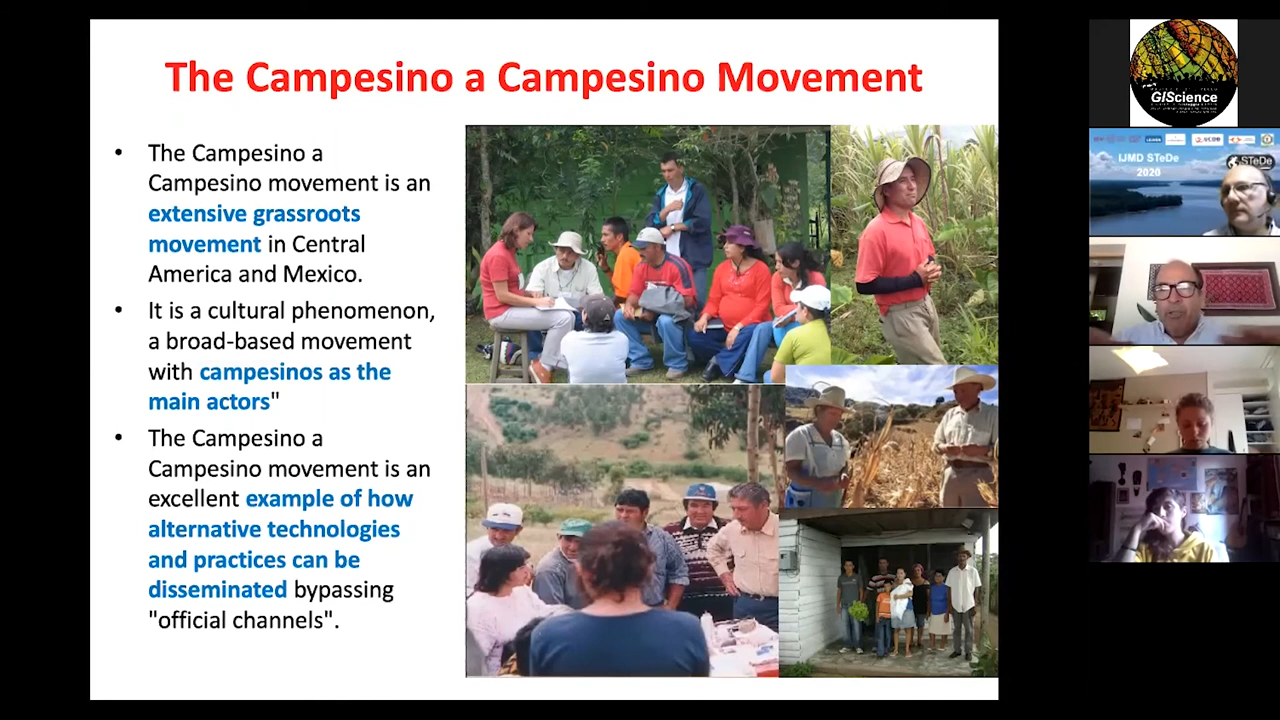 The Campesino a Campesino Movement
• The Campesino a
Campesino movement is an
extensive grassroots
movement in Central
America and Mexico.
• It is a cultural phenomenon,
a broad-based movement
with campesinos as the
main actors"
• The Campesino a
Campesino movement is an
excellent example of how
alternative technologies
and practices can be
disseminated bypassing
"official channels".
GIScience
IJMD STeDe
2020
STeDe